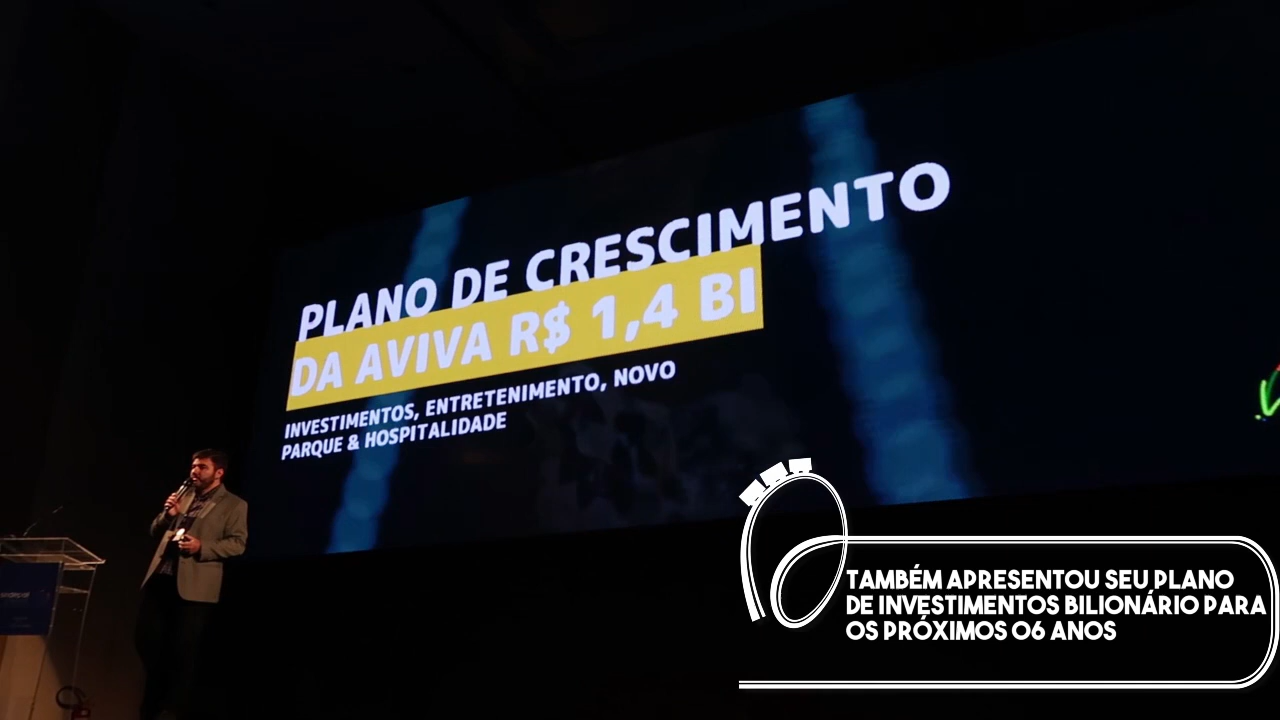 PLANO DE CRESCIMENTO
DA AVIVA R$ 1,4 BI
INVESTIMENTOS, ENTRETENIMENTO, NOVO
PARQUE & HOSPITALIDADE
TAMBÉM APRESENTOU SEU PLANO
DE INVESTIMENTOS BILIONÁRIO PARA
OS PRÓXIMOS 06 ANOS